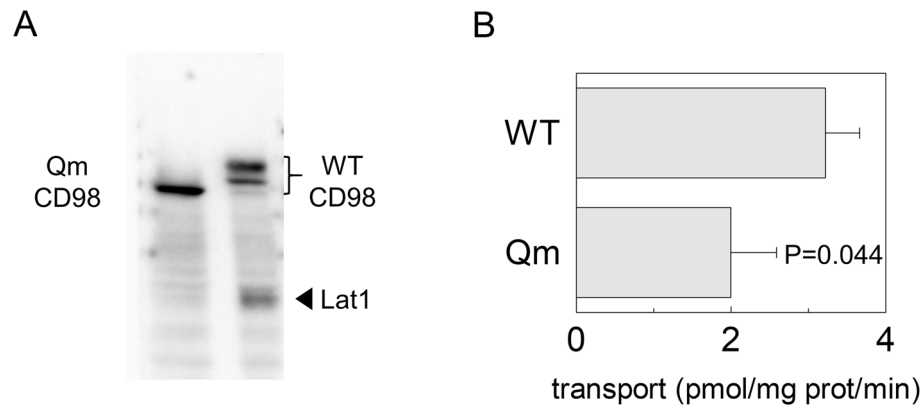 A
Qm
CD98
WT
CD98
Lat1
B
WT
Qm
P=0.044
0
2
4
transport (pmol/mg prot/min)